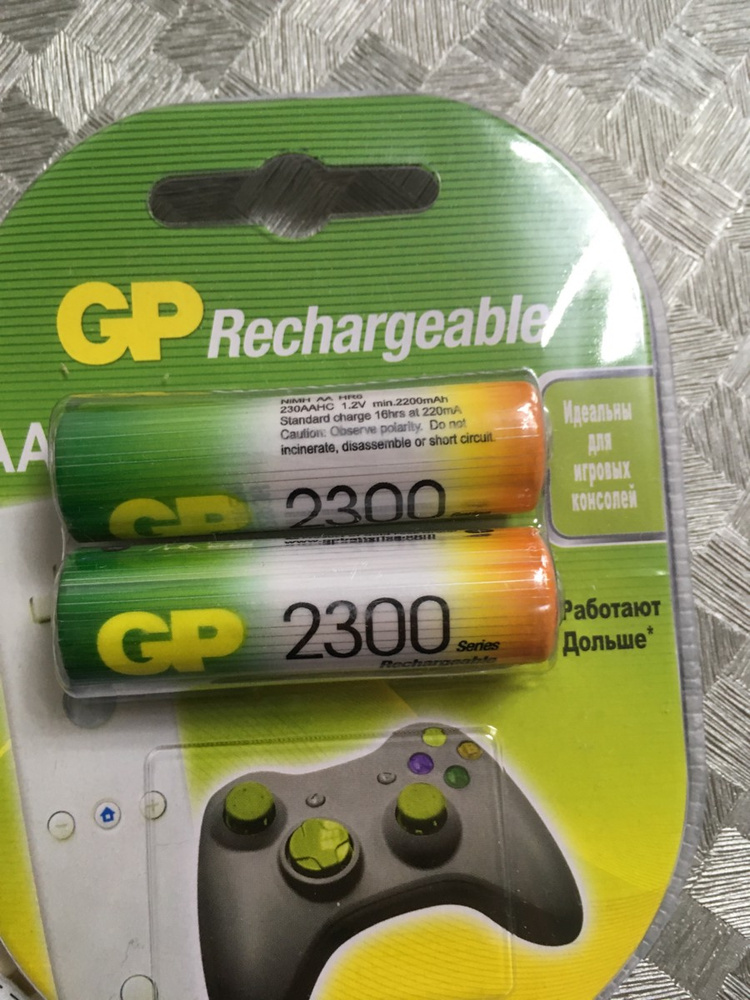 GP Rechargeable
NiMH AA HR6
230AAHC 1.2V min.2200mAh
Standard charge 16hrs at 220mA
Caution: Observe polarity. Do not
incinerate, disassemble or short circuit.
AA
GP 2300
Идеальны
для
игровых
консолей
GP 2300 Series
Rechargeable
Работают
Дольше*